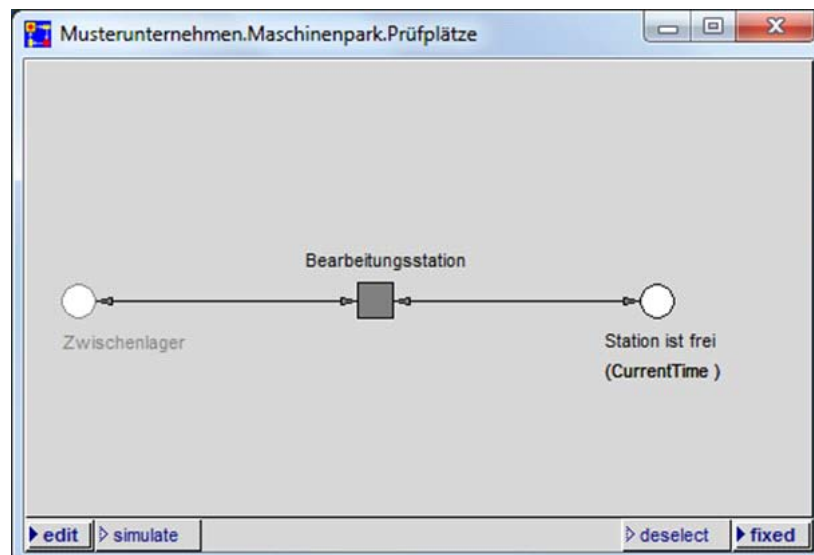 Musterunternehmen.Maschinenpark.Prüfplätze
Bearbeitungsstation
Zwischenlager
Station ist frei
(CurrentTime )
edit
simulate
deselect
fixed